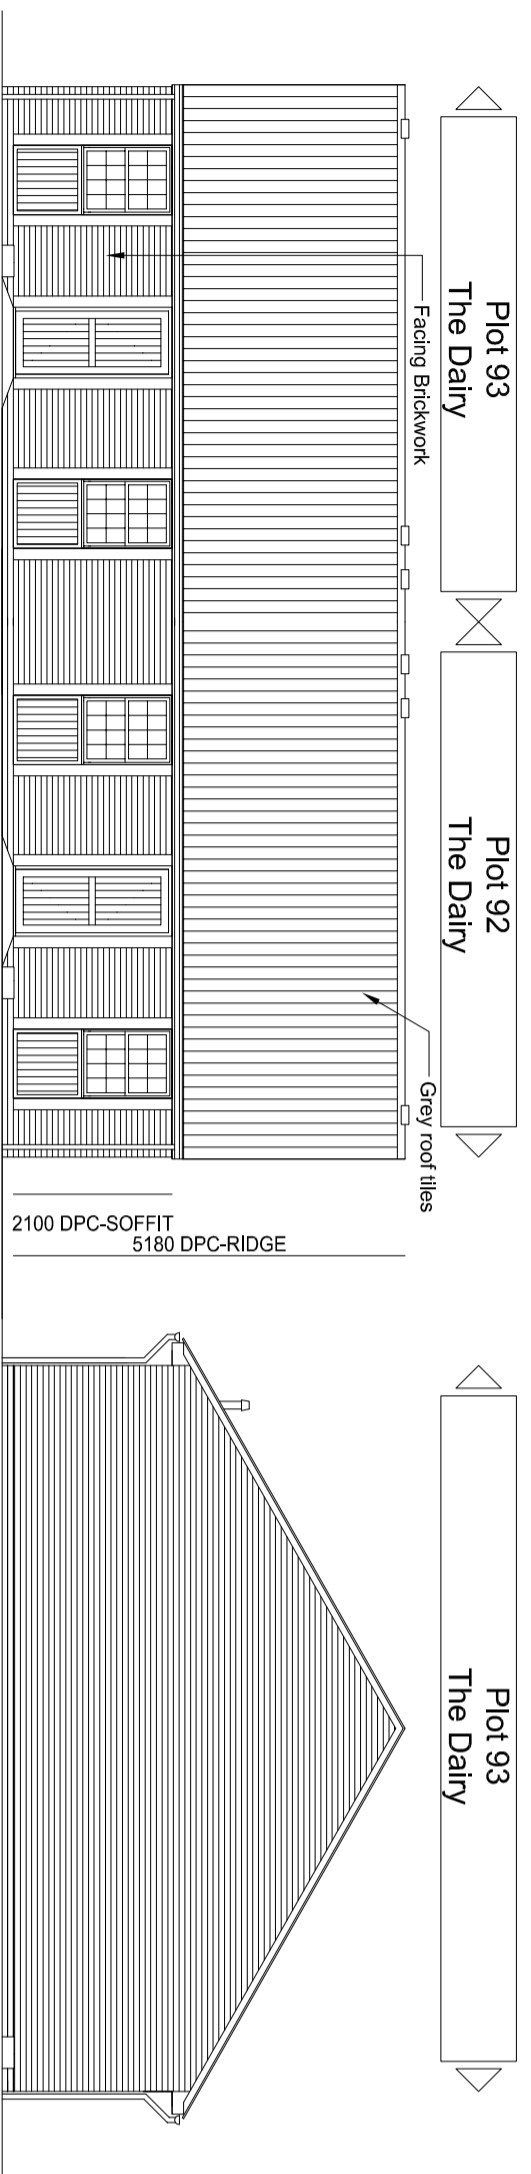 Plot 93
The Dairy
Plot 92
The Dairy
Facing Brickwork
Grey roof tiles
2100 DPC-SOFFIT
5180 DPC-RIDGE
Plot 93
The Dairy